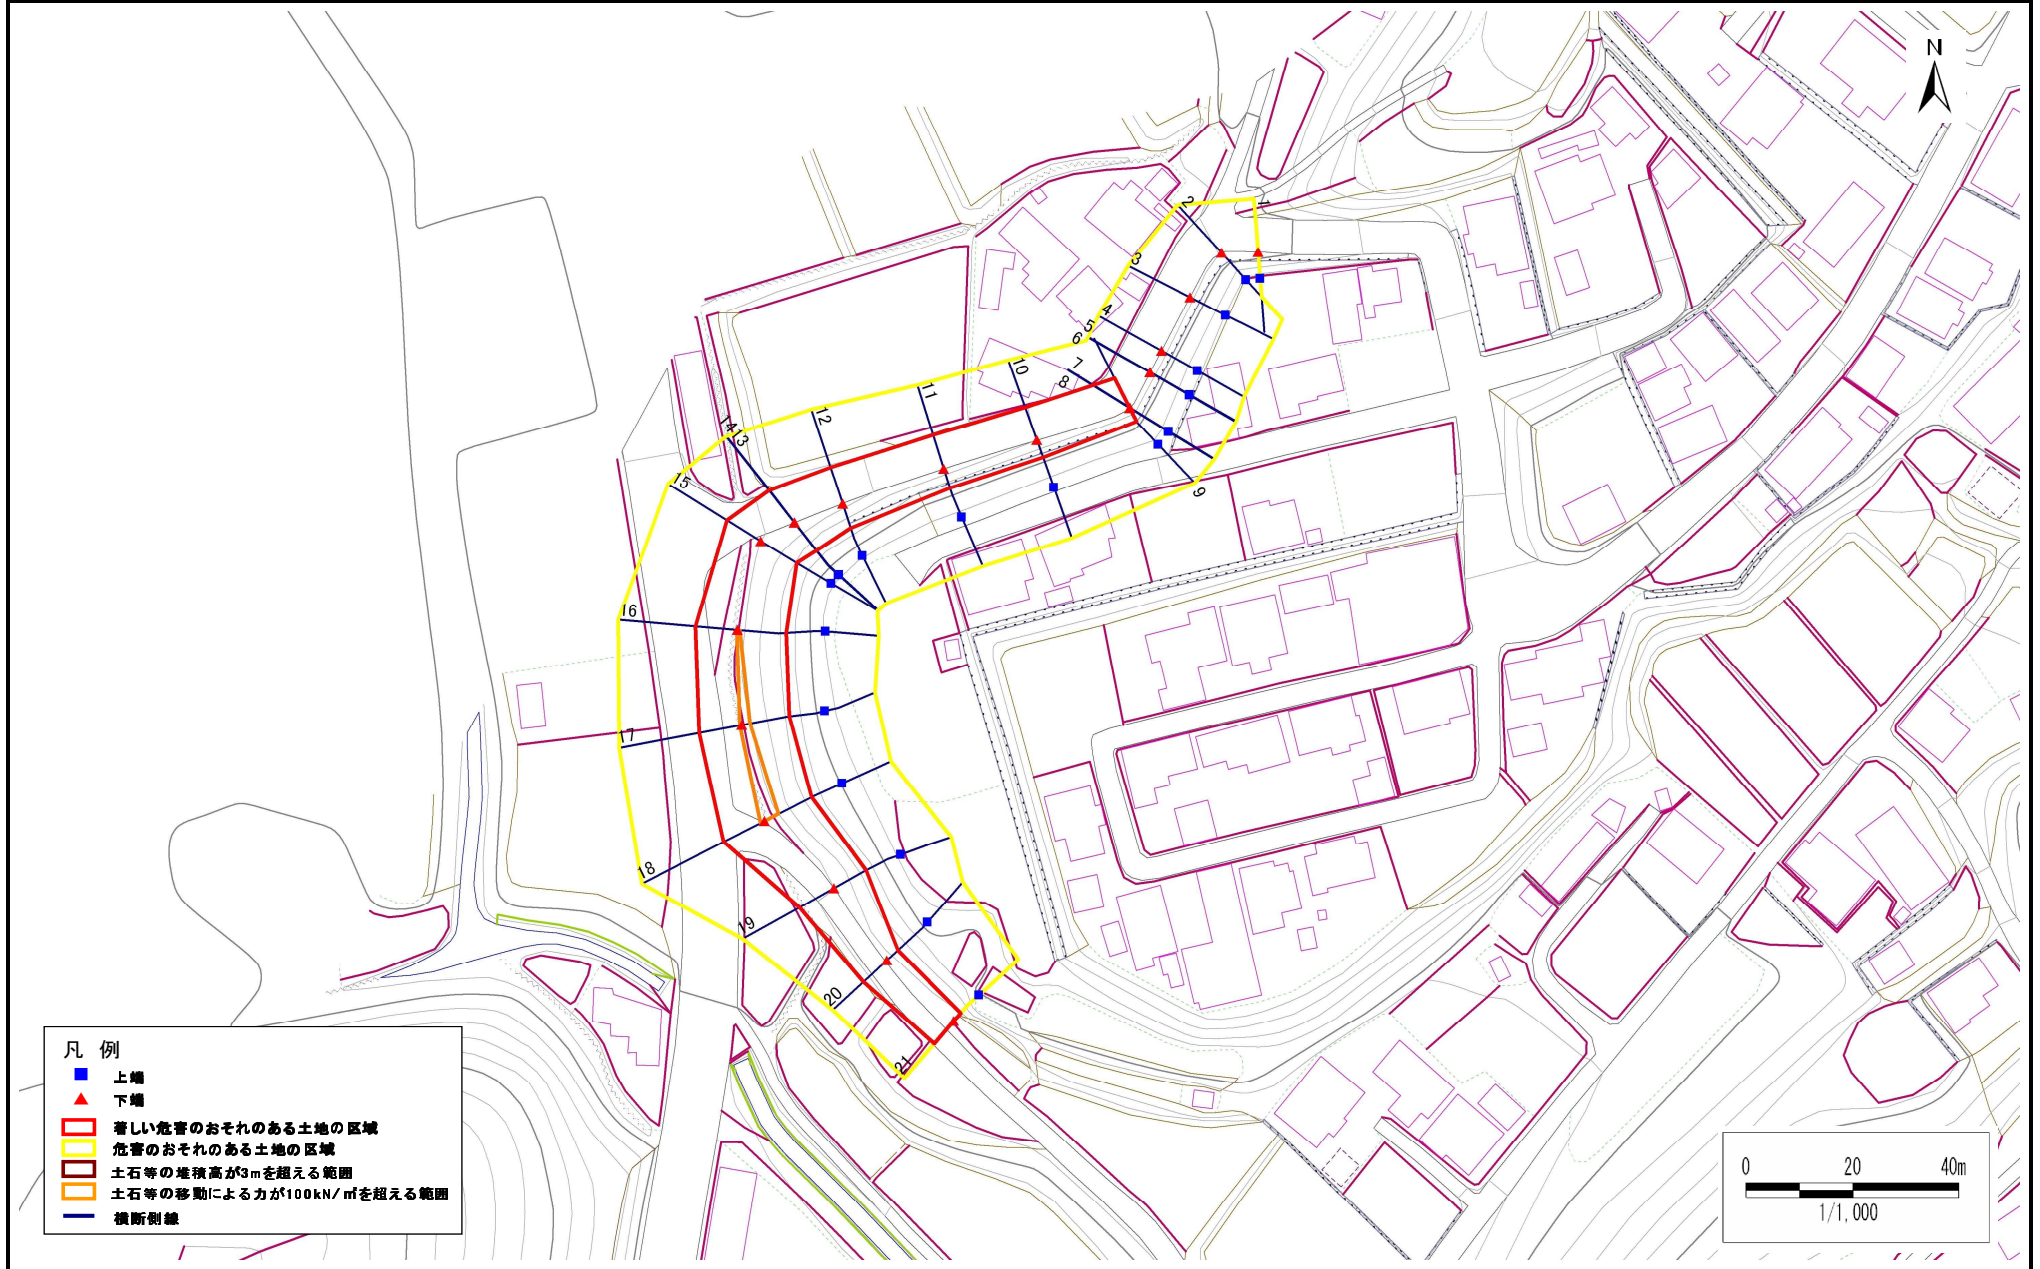 N
1
2
3
4
5
6
7
8
9
10
11
12
13
14
15
16
17
18
19
20
21
凡 例
上端
下端
著しい危害のおそれのある土地の区域
危害のおそれのある土地の区域
土石等の堆積高が3mを超える範囲
土石等の移動による力が100kN/㎡を超える範囲
横断側線
0 20 40m
1/1,000